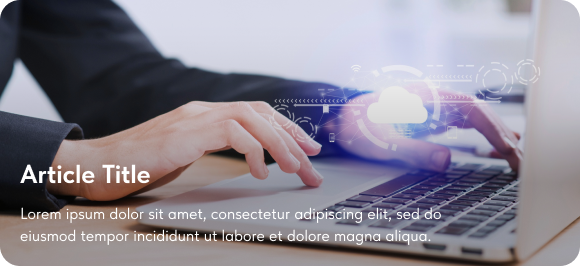 Article Title
Lorem ipsum dolor sit amet, consectetur adipiscing elit, sed do
eiusmod tempor incididunt ut labore et dolore magna aliqua.